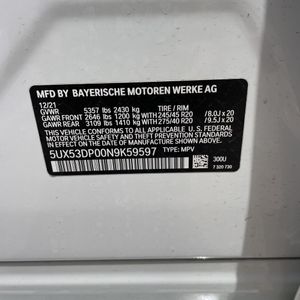 MFD BY BAYERISCHE MOTOREN WERKE AG
12/21
GVWR 5357 lbs 2430 kg TIRE / RIM
GAWR FRONT 2646 lbs 1200 kg WITH 245/45 R20 /8.0J x 20
GAWR REAR 3109 lbs 1410 kg WITH 275/40 R20 /9.5J x 20
THIS VEHICLE CONFORMS TO ALL APPLICABLE FEDERAL
MOTOR VEHICLE SAFETY, BUMPER AND THEFT PREVENTION
STANDARDS IN EFFECT ON THE DATE OF MANUFACTURE
SHOWN ABOVE.
5UX53DP00N9K59597 TYPE: MPV
300U
7 320 730